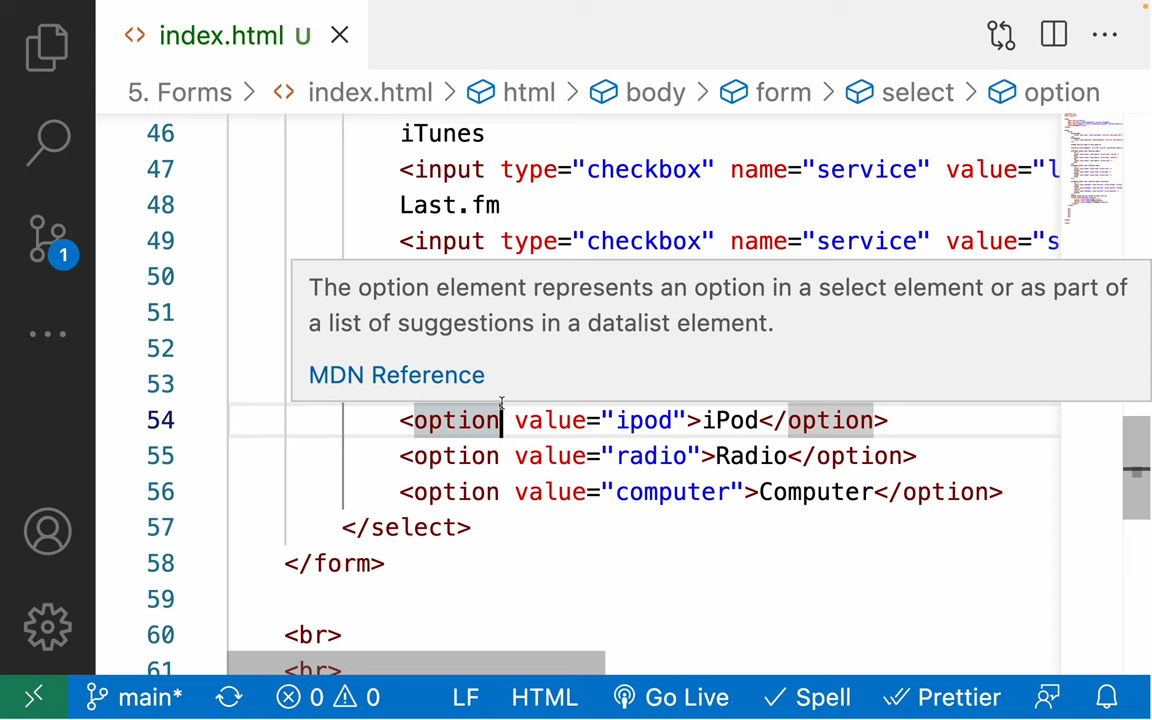 index.html U
5. Forms > index.html > html > body > form > select > option
46 iTunes
47 <input type="checkbox" name="service" value="l
48 Last.fm
49 <input type="checkbox" name="service" value="s
50
The option element represents an option in a select element or as part of
51
a list of suggestions in a datalist element.
52
MDN Reference
53
54 <option value="ipod">iPod</option>
55 <option value="radio">Radio</option>
56 <option value="computer">Computer</option>
57 </select>
58 </form>
59
60 <br>
61 <br>
1
main* 0 0 LF HTML Go Live Spell Prettier